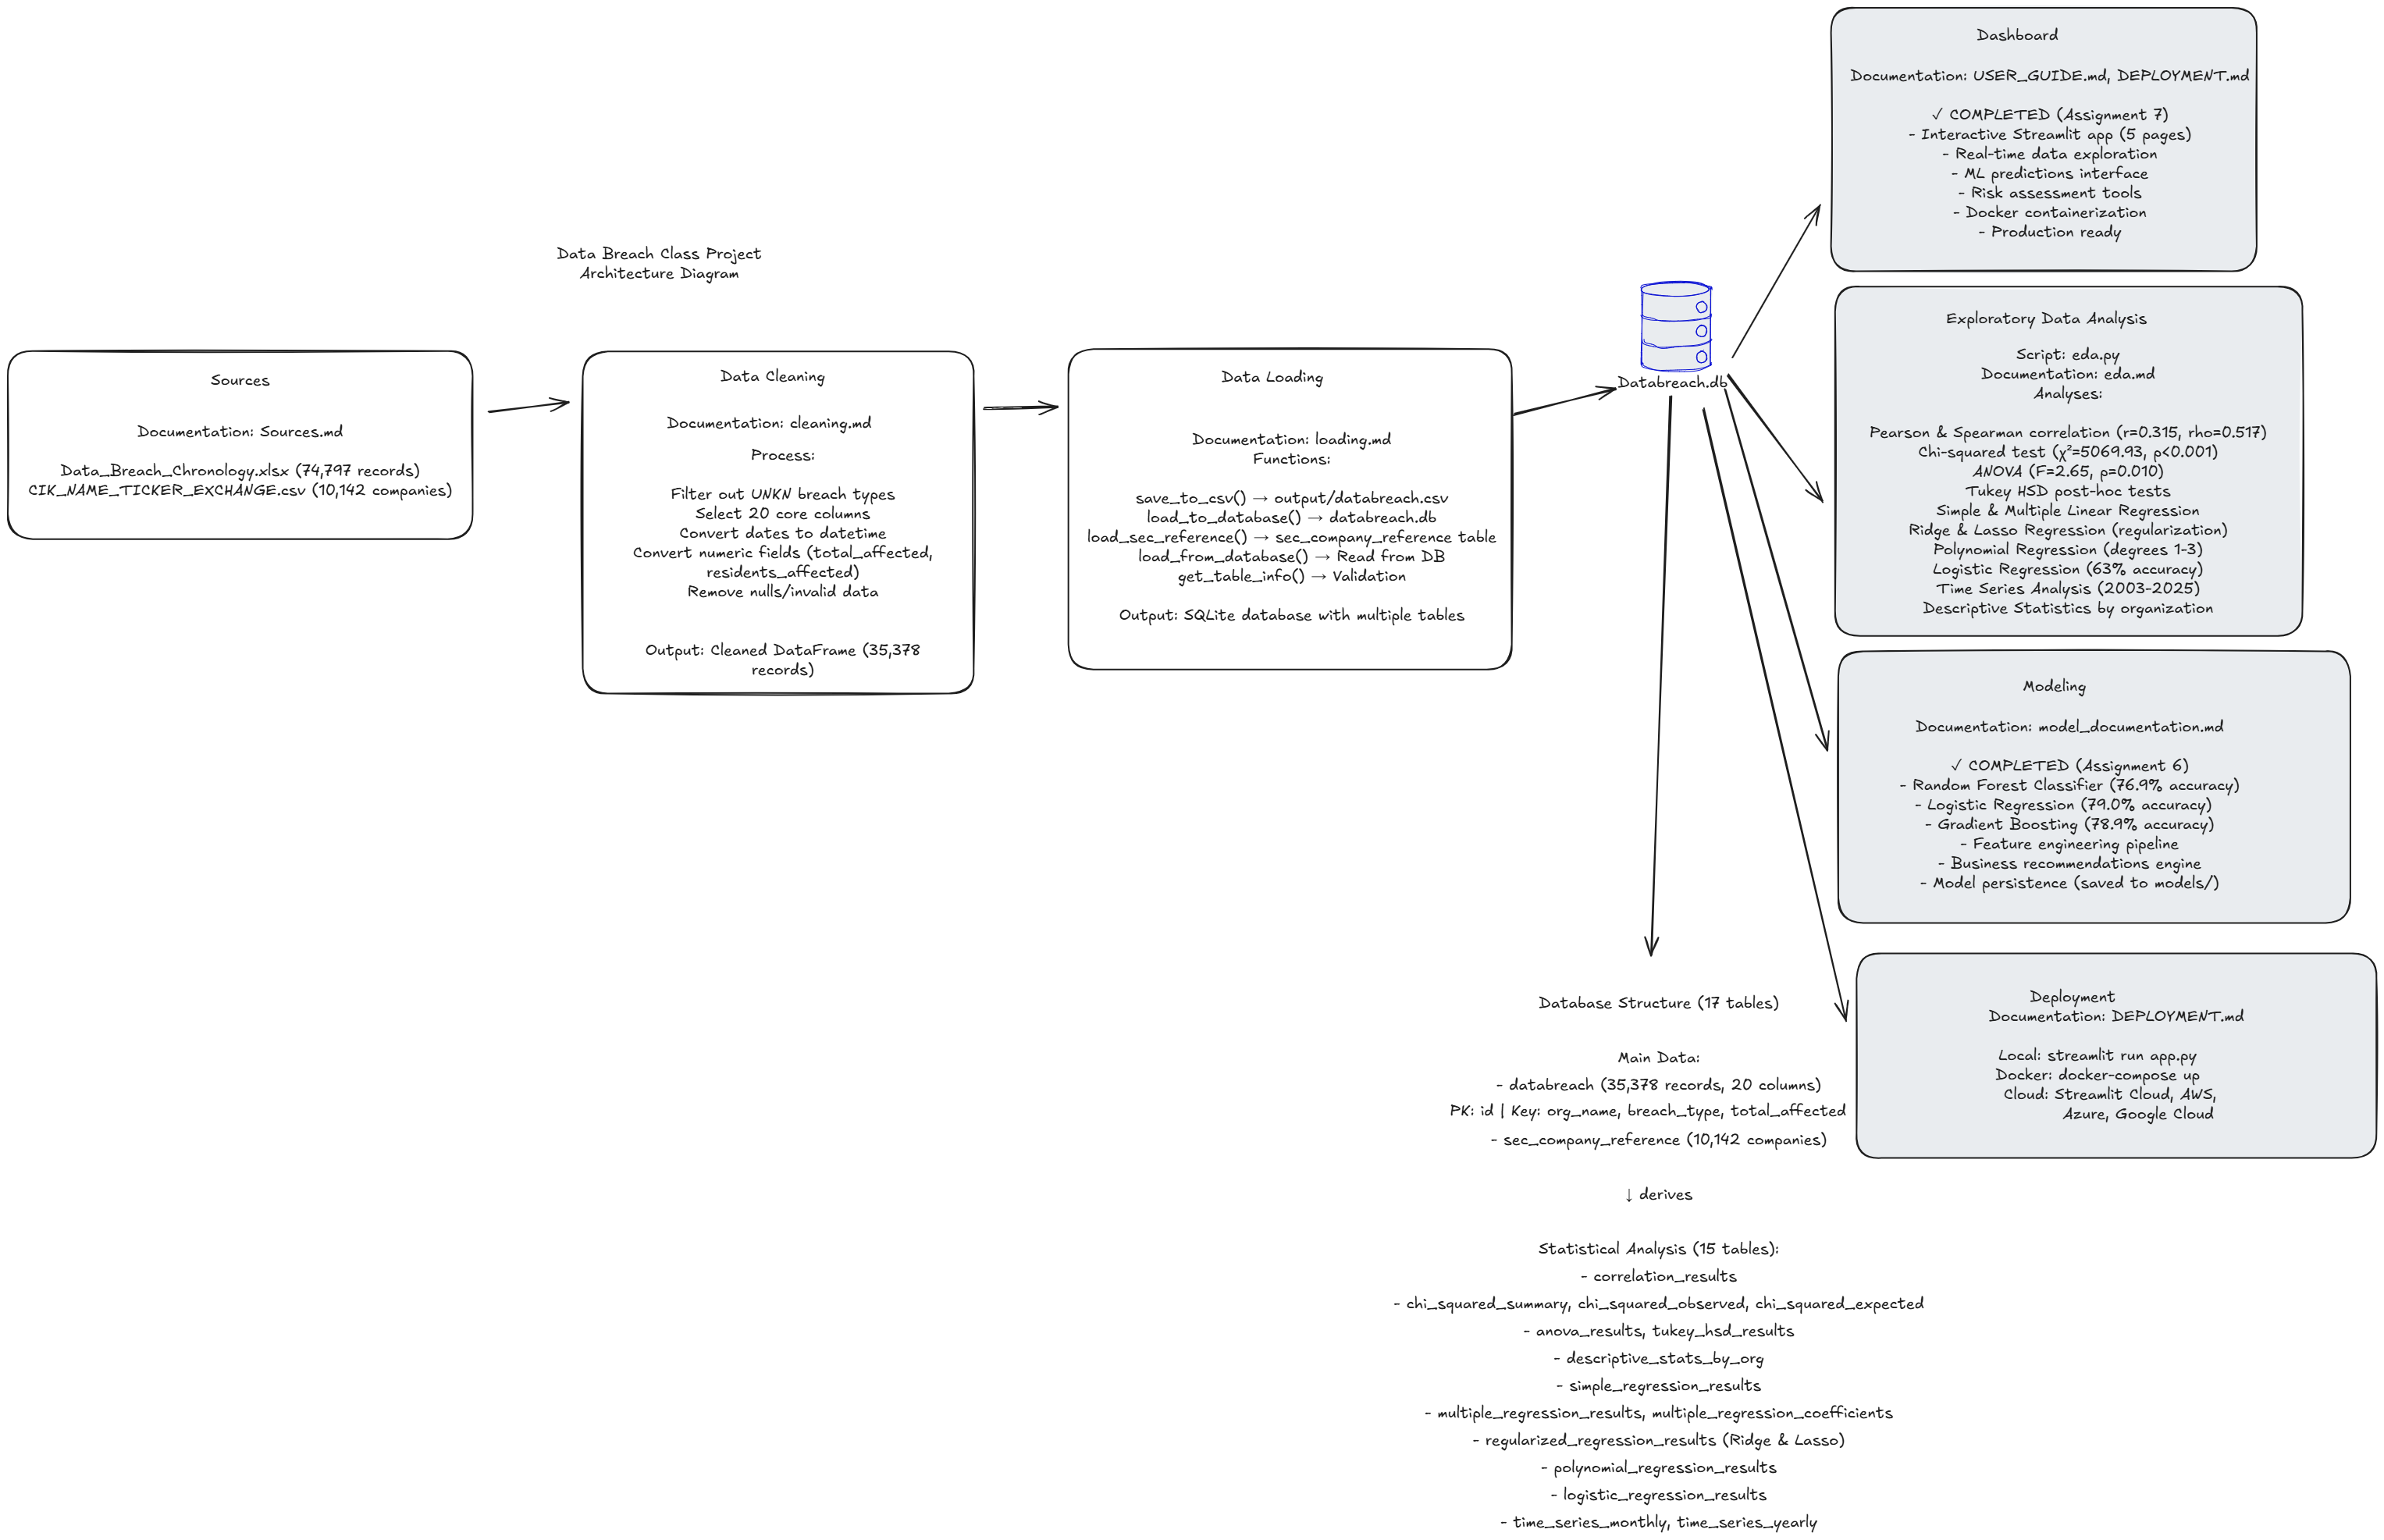 Data Breach Class Project
Architecture Diagram
Sources
Documentation: Sources.md
Data_Breach_Chronology.xlsx (74,797 records)
CIK_NAME_TICKER_EXCHANGE.csv (10,142 companies)
Data Cleaning
Documentation: cleaning.md
Process:
Filter out UNKN breach types
Select 20 core columns
Convert dates to datetime
Convert numeric fields (total_affected,
residents_affected)
Remove nulls/invalid data
Output: Cleaned DataFrame (35,378
records)
Data Loading
Documentation: loading.md
Functions:
save_to_csv() → output/databreach.csv
load_to_database() → databreach.db
load_sec_reference() → sec_company_reference table
load_from_database() → Read from DB
get_table_info() → Validation
Output: SQLite database with multiple tables
Databreach.db
Dashboard
Documentation: USER_GUIDE.md, DEPLOYMENT.md
✓ COMPLETED (Assignment 7)
- Interactive Streamlit app (5 pages)
- Real-time data exploration
- ML predictions interface
- Risk assessment tools
- Docker containerization
- Production ready
Exploratory Data Analysis
Script: eda.py
Documentation: eda.md
Analyses:
Pearson & Spearman correlation (r=0.315, rho=0.517)
Chi-squared test (χ²=5069.93, p<0.001)
ANOVA (F=2.65, p=0.010)
Tukey HSD post-hoc tests
Simple & Multiple Linear Regression
Ridge & Lasso Regression (regularization)
Polynomial Regression (degrees 1-3)
Logistic Regression (63% accuracy)
Time Series Analysis (2003-2025)
Descriptive Statistics by organization
Modeling
Documentation: model_documentation.md
✓ COMPLETED (Assignment 6)
- Random Forest Classifier (76.9% accuracy)
- Logistic Regression (79.0% accuracy)
- Gradient Boosting (78.9% accuracy)
- Feature engineering pipeline
- Business recommendations engine
- Model persistence (saved to models/)
Deployment
Documentation: DEPLOYMENT.md
Local: streamlit run app.py
Docker: docker-compose up
Cloud: Streamlit Cloud, AWS,
Azure, Google Cloud
Database Structure (17 tables)
Main Data:
- databreach (35,378 records, 20 columns)
PK: id | Key: org_name, breach_type, total_affected
- sec_company_reference (10,142 companies)
↓ derives
Statistical Analysis (15 tables):
- correlation_results
- chi_squared_summary, chi_squared_observed, chi_squared_expected
- anova_results, tukey_hsd_results
- descriptive_stats_by_org
- simple_regression_results
- multiple_regression_results, multiple_regression_coefficients
- regularized_regression_results (Ridge & Lasso)
- polynomial_regression_results
- logistic_regression_results
- time_series_monthly, time_series_yearly